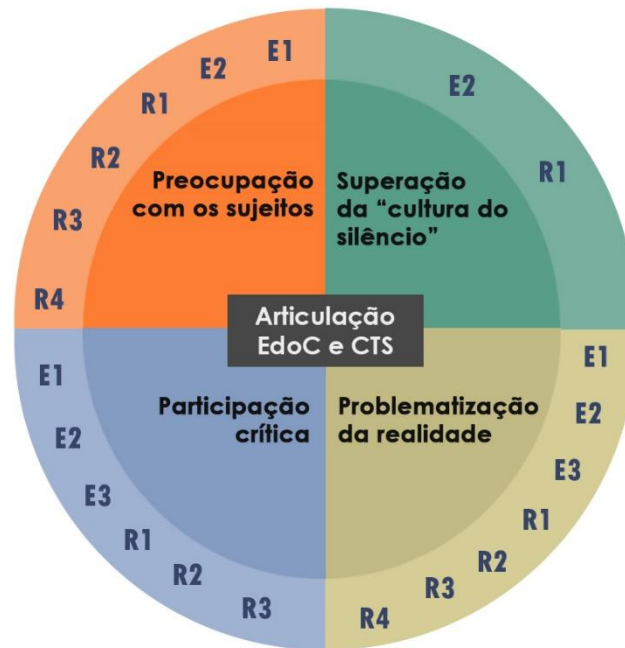 E1
E2
R1
R2
R3
R4
Preocupação
com os sujeitos
E2
R1
Superação
da “cultura do
silêncio”
Articulação
EdoC e CTS
E1
E2
E3
R1
R2
R3
Participação
crítica
E1
E2
E3
R1
R2
R3
R4
Problematização
da realidade